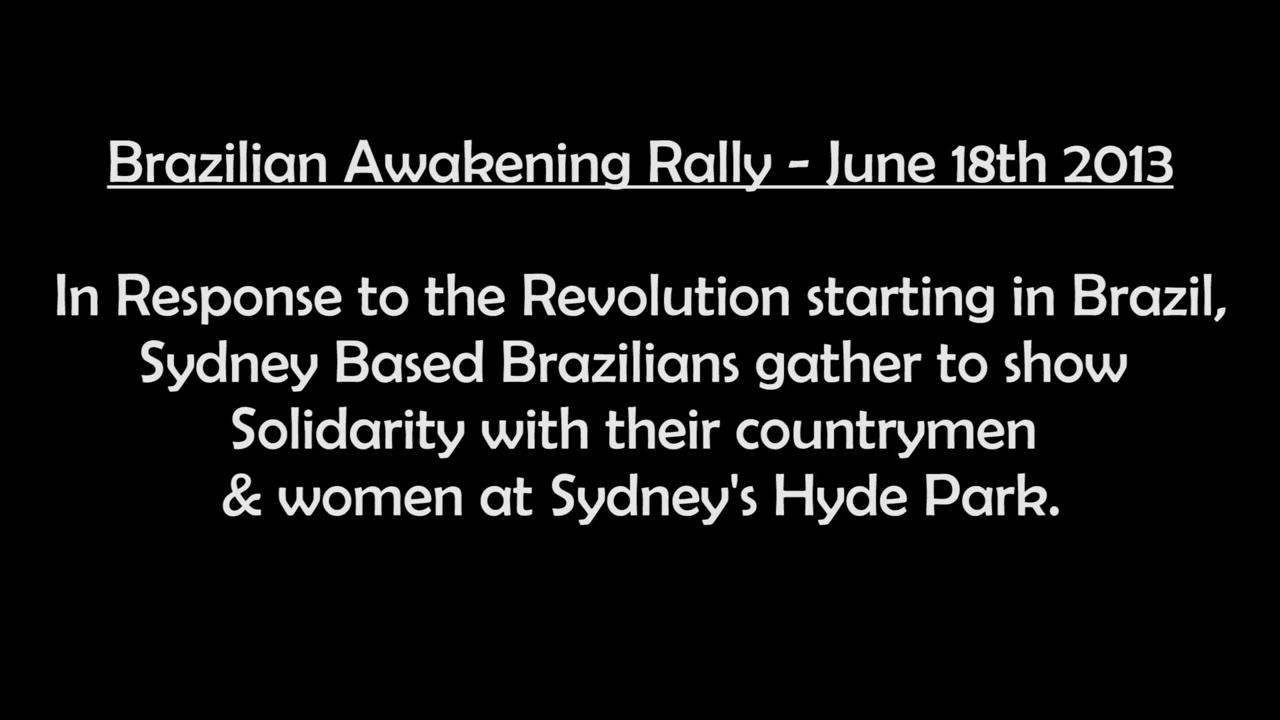 Brazilian Awakening Rally - June 18th 2013
In Response to the Revolution starting in Brazil,
Sydney Based Brazilians gather to show
Solidarity with their countrymen
& women at Sydney's Hyde Park.